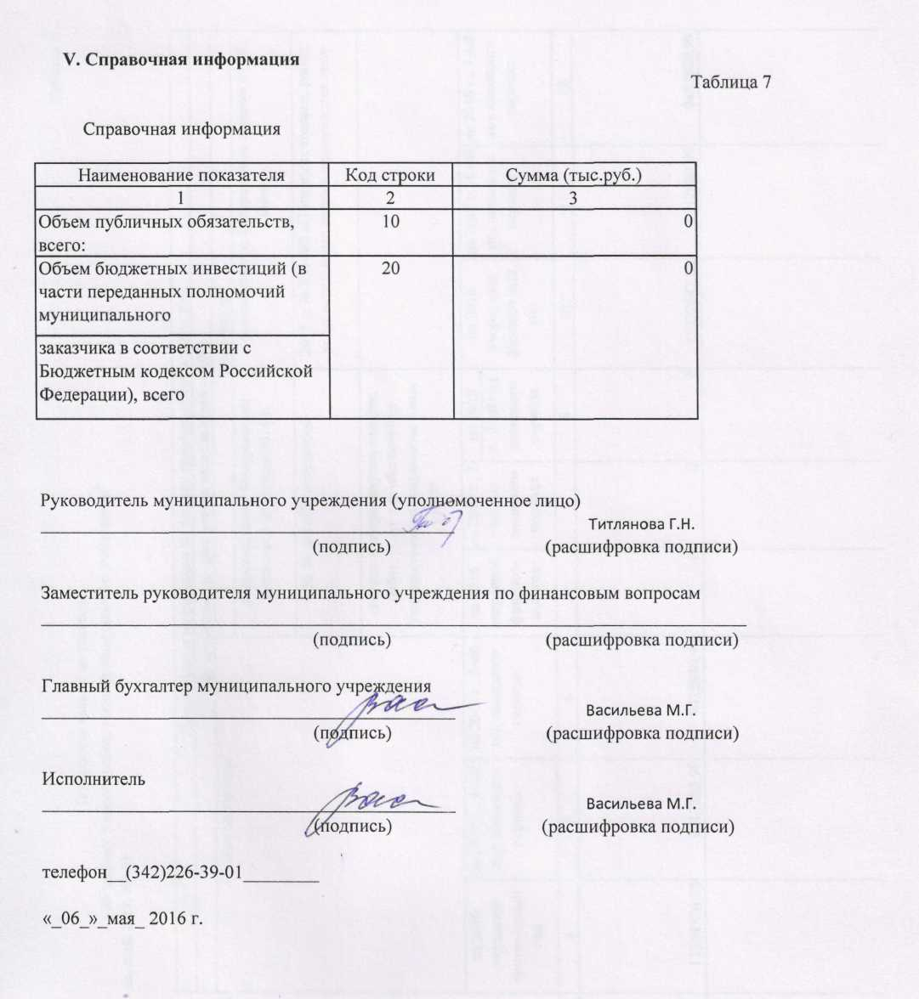 V. Справочная информация
Таблица 7
Справочная информация
Наименование показателя Код строки Сумма (тыс.руб.)
1 2 3
Объем публичных обязательств, 10 0
всего:
Объем бюджетных инвестиций (в 20 0
части переданных полномочий
муниципального
заказчика в соответствии с
Бюджетным кодексом Российской
Федерации), всего
Руководитель муниципального учреждения (уполномоченное лицо)
Титлянова Г.Н.
(подпись) (расшифровка подписи)
Заместитель руководителя муниципального учреждения по финансовым вопросам
(подпись) (расшифровка подписи)
Главный бухгалтер муниципального учреждения
Васильева М.Г.
(подпись) (расшифровка подписи)
Исполнитель
Васильева М.Г.
(подпись) (расшифровка подписи)
телефон__(342)226-39-01________
«_06_»_мая_ 2016 г.